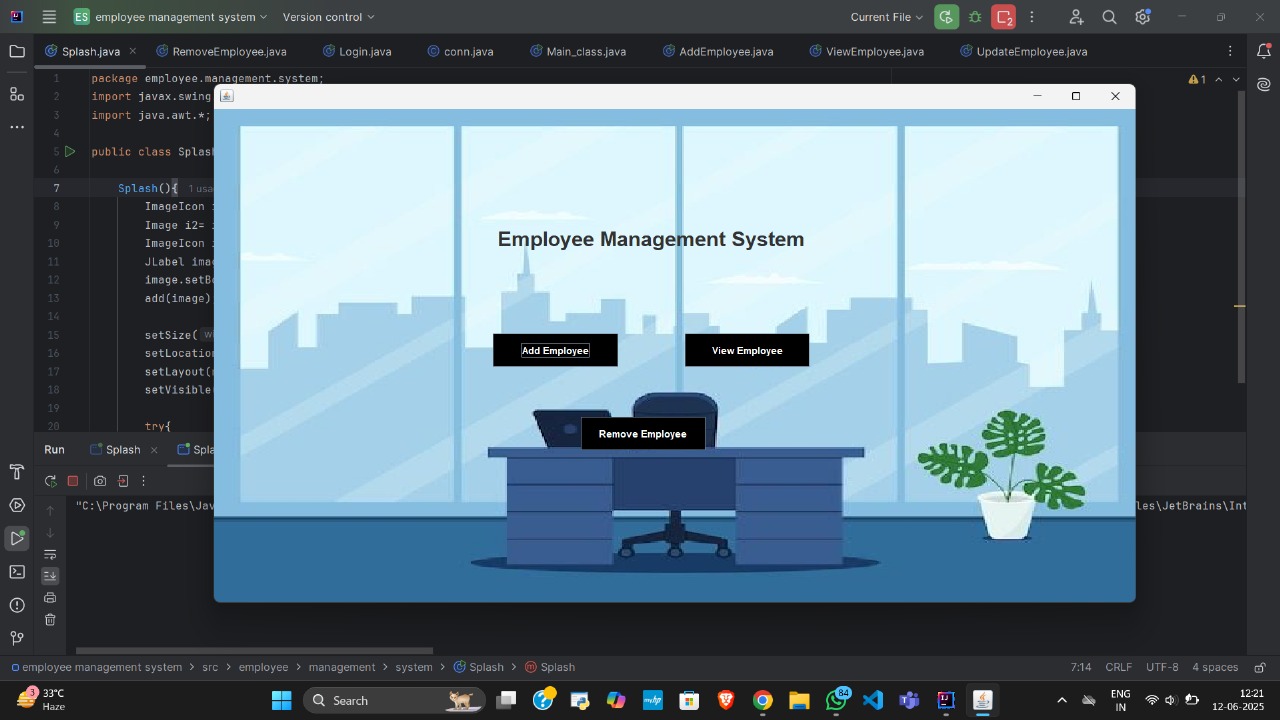 ES employee management system Version control Current File 2
Splash.java RemoveEmployee.java Login.java conn.java Main_class.java AddEmployee.java ViewEmployee.java UpdateEmployee.java
1 package employee.management.system;
2 import javax.swing
3 import java.awt.*;
1
4
5 public class Splash
6
7 Splash(){ 1 usa
8 ImageIcon
9 Image i2=
10 ImageIcon
11 JLabel ima
12 image.setBo
13 add(image)
14
15 setSize(
16 setLocation
17 setLayout(
18 setVisible
19
20 try{
Employee Management System
Add Employee View Employee
Remove Employee
Run Splash Spla
"C:\Program Files\Jav les\JetBrains\Int
employee management system > src > employee > management > system > Splash > Splash
7:14 CRLF UTF-8 4 spaces
3 33°C
Haze
Search
84
ENG
IN
12:21
12-06-2025